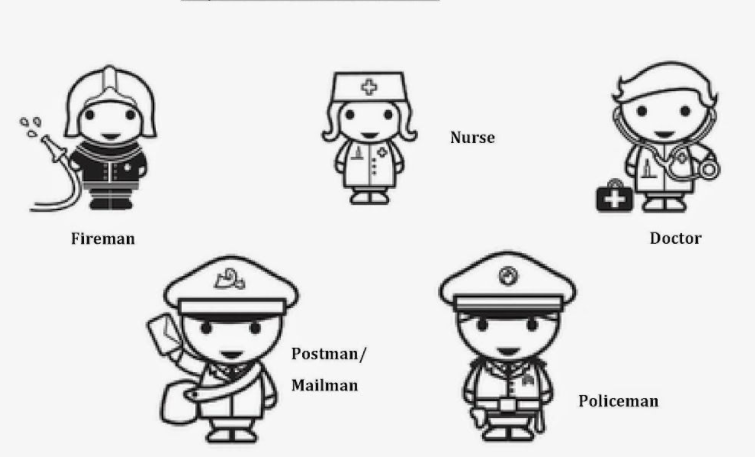 Nurse
Fireman
Doctor
Postman/
Mailman
Policeman